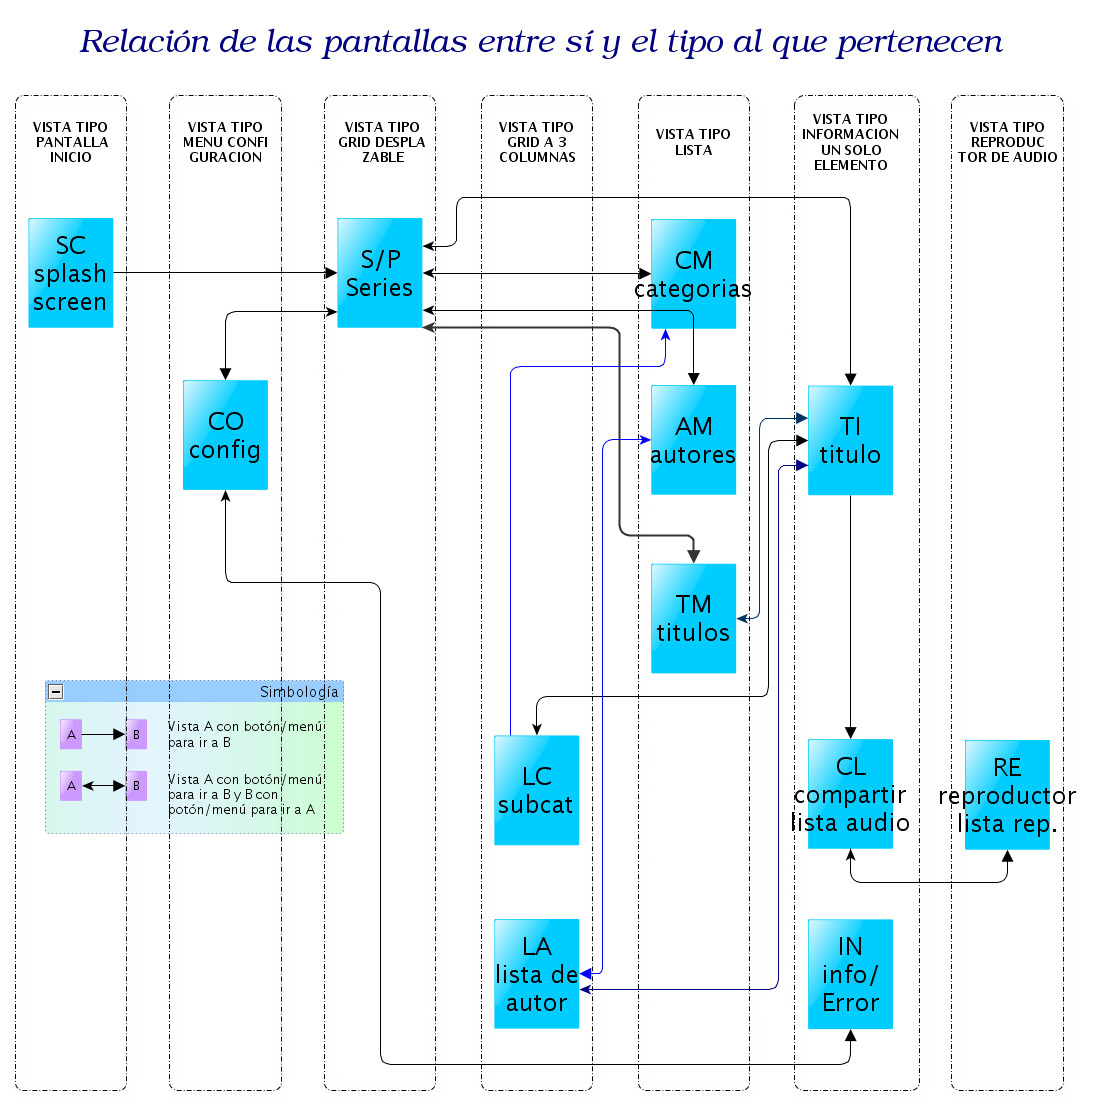 Relación de las pantallas entre sí y el tipo al que pertenecen
VISTA TIPO
PANTALLA
INICIO
VISTA TIPO
MENU CONFI
GURACION
VISTA TIPO
GRID DESPLA
ZABLE
VISTA TIPO
GRID A 3
COLUMNAS
VISTA TIPO
LISTA
VISTA TIPO
INFORMACION
UN SOLO
ELEMENTO
VISTA TIPO
REPRODUC
TOR DE AUDIO
SC
splash
screen
S/P
Series
CM
categorias
CO
config
AM
autores
TI
titulo
TM
titulos
Simbología
A
B
Vista A con botón/menú
para ir a B
A
B
Vista A con botón/menú
para ir a B y B con
botón/menú para ir a A
LC
subcat
CL
compartir
lista audio
RE
reproductor
lista rep.
LA
lista de
autor
IN
info/
Error